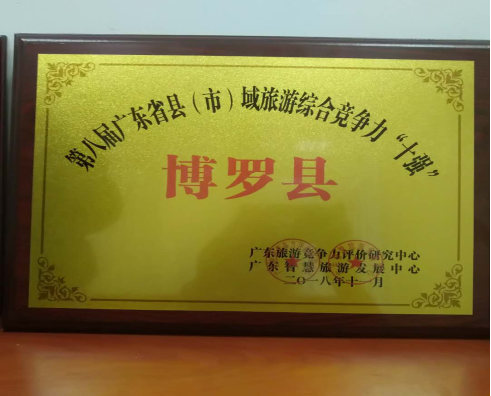 第八届广东省县（市）域旅游综合竞争力“十强”
博罗县
广东旅游竞争力评价研究中心
广东智慧旅游发展中心
二〇一八年十一月